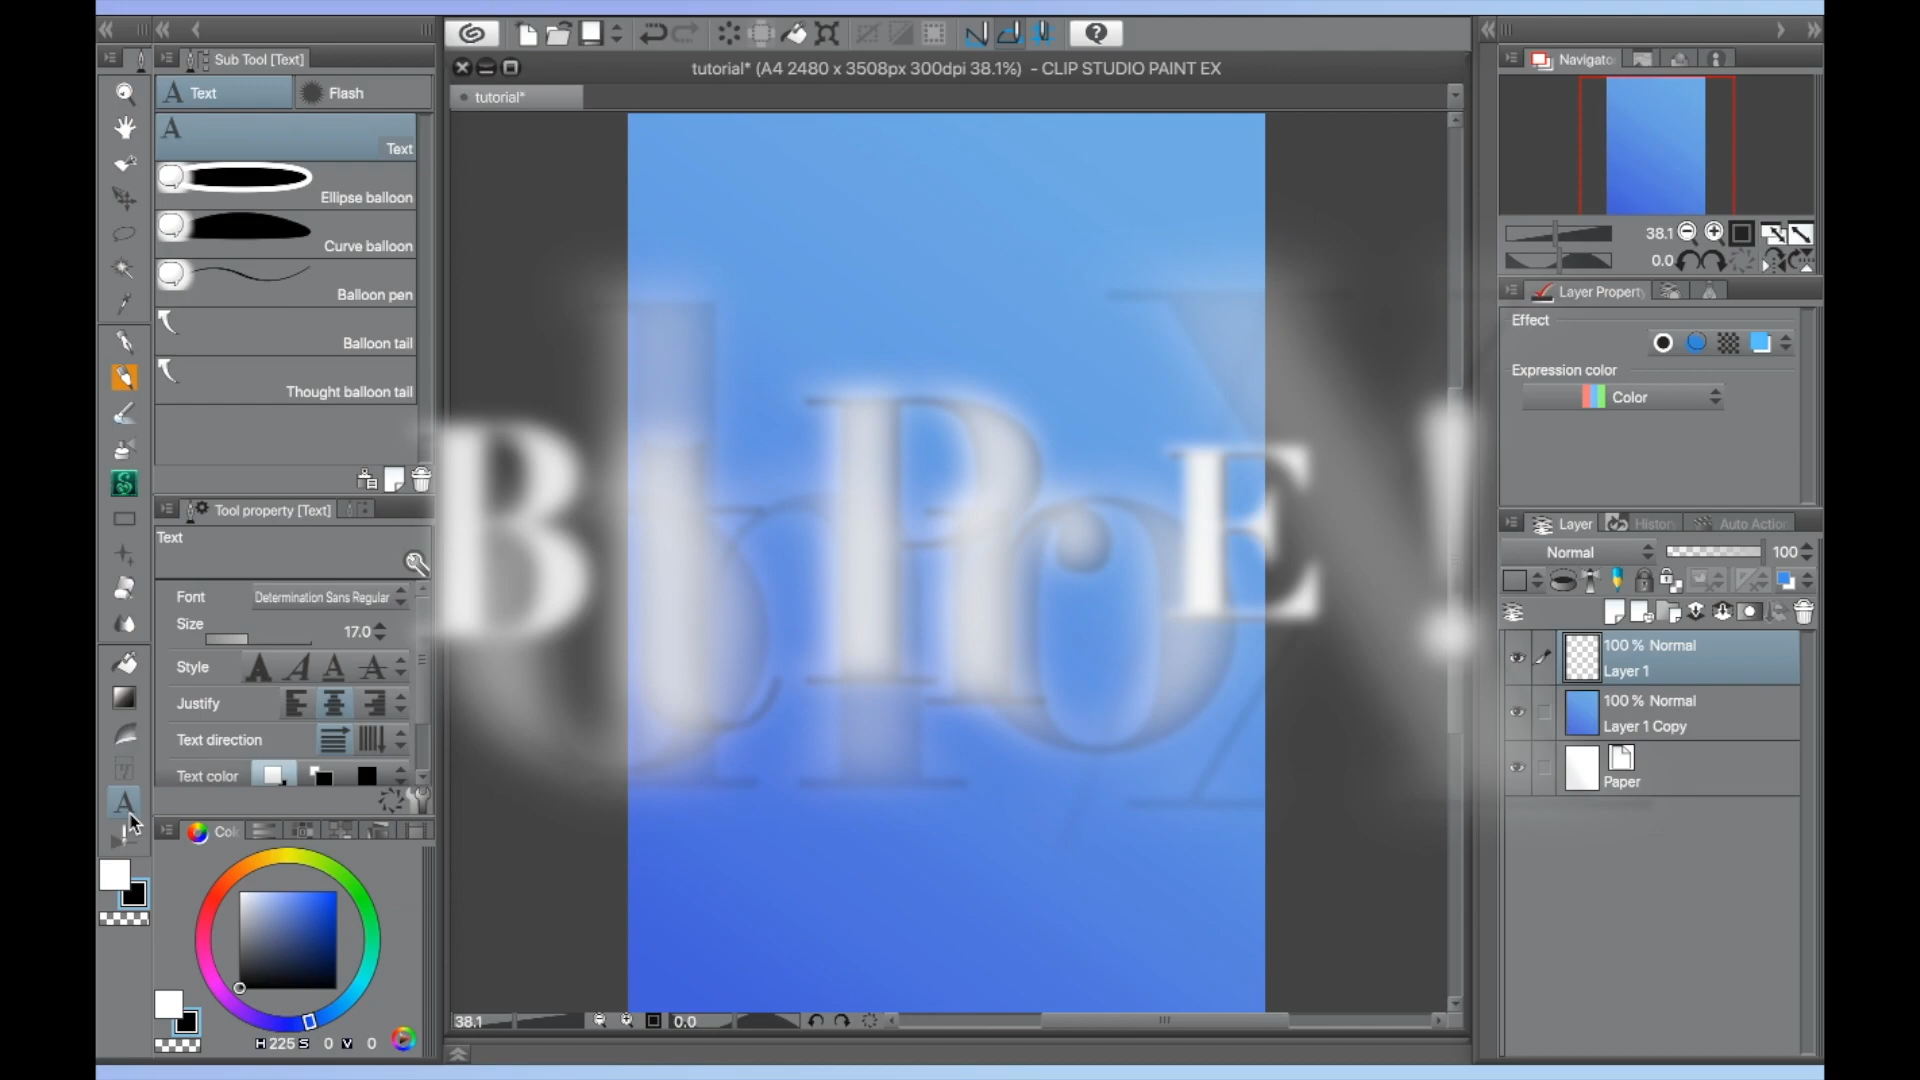 Sub Tool [Text]
Text
Flash
Text
Ellipse balloon
Curve balloon
Balloon pen
Balloon tail
Thought balloon tail
Tool property [Text]
Text
Font
Determination Sans Regular
Size
17.0
Style
Justify
Text direction
Text color
Col
H 225 S 0 V 0
tutorial* (A4 2480 x 3508px 300dpi 38.1%) - CLIP STUDIO PAINT EX
tutorial*
B P E !
38.1
0.0
Navigato
38.1
0.0
Layer Property
Effect
Expression color
Color
Layer
History
Auto Action
Normal
100
100 % Normal
Layer 1
100 % Normal
Layer 1 Copy
Paper